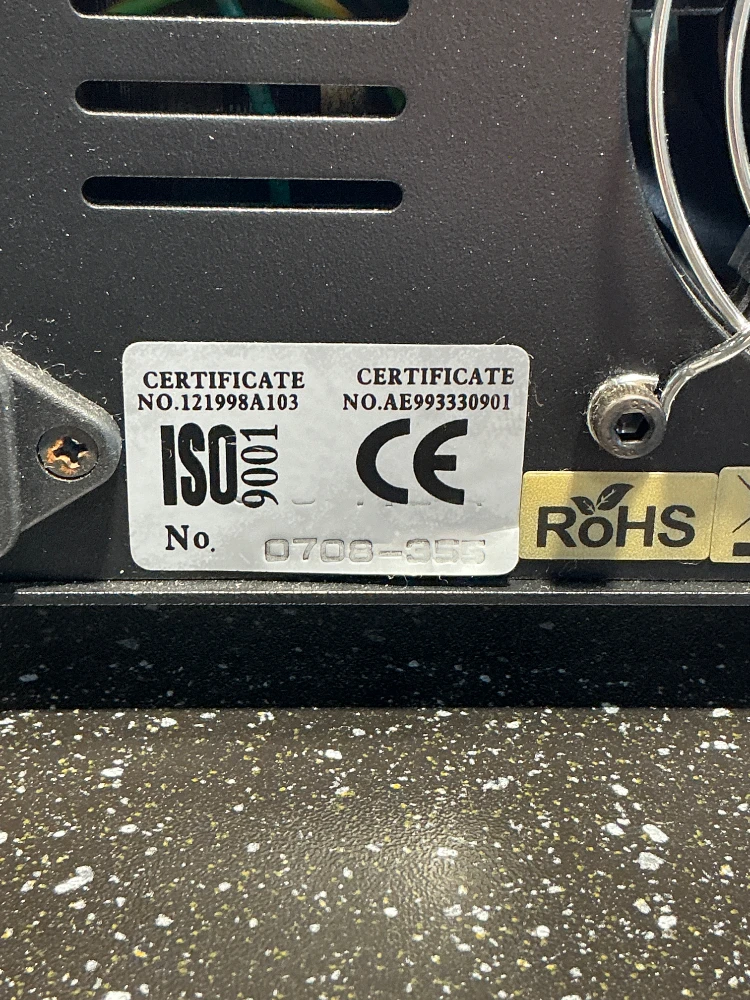 CERTIFICATE
NO.121998A103
ISO 9001
CERTIFICATE
NO.AE993330901
CE
No. 0708-355
RoHS